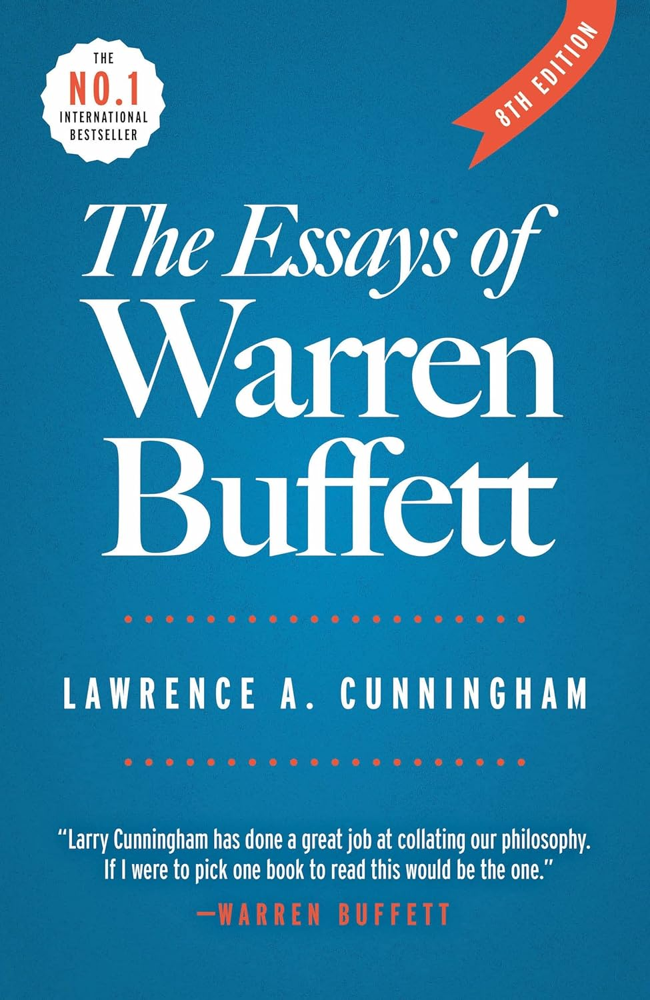 THE
NO.1
INTERNATIONAL
BESTSELLER
8TH EDITION
The Essays of
Warren
Buffett
LAWRENCE A. CUNNINGHAM
“Larry Cunningham has done a great job at collating our philosophy.
If I were to pick one book to read this would be the one.”
—WARREN BUFFETT